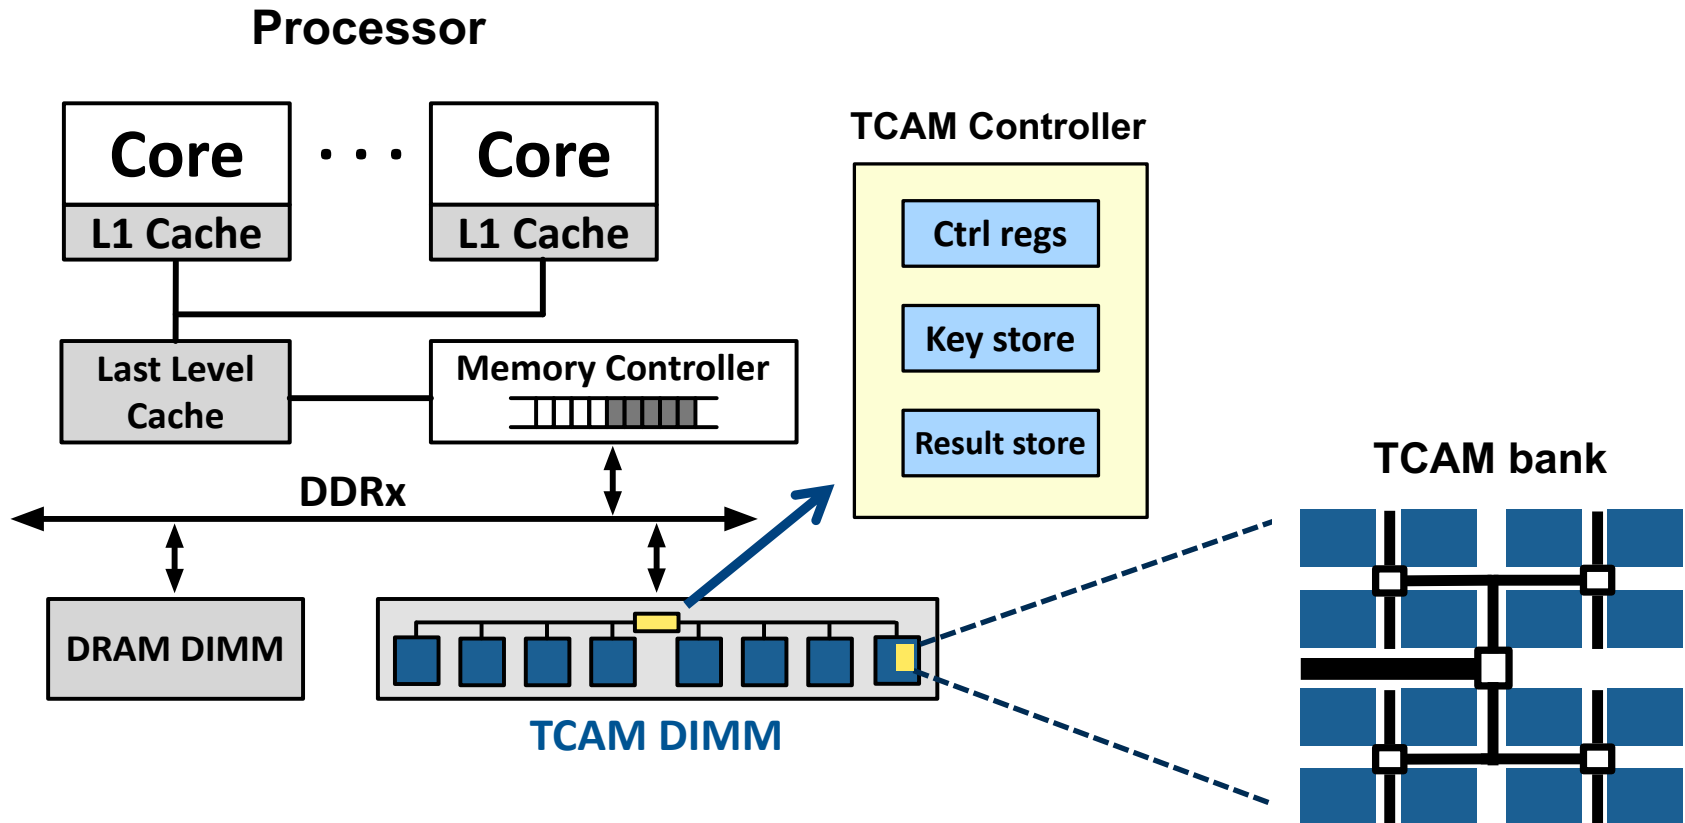 Processor
Core
. . .
Core
L1 Cache
L1 Cache
TCAM Controller
Ctrl regs
Key store
Result store
Last Level
Cache
Memory Controller
DDRx
DRAM DIMM
TCAM DIMM
TCAM bank